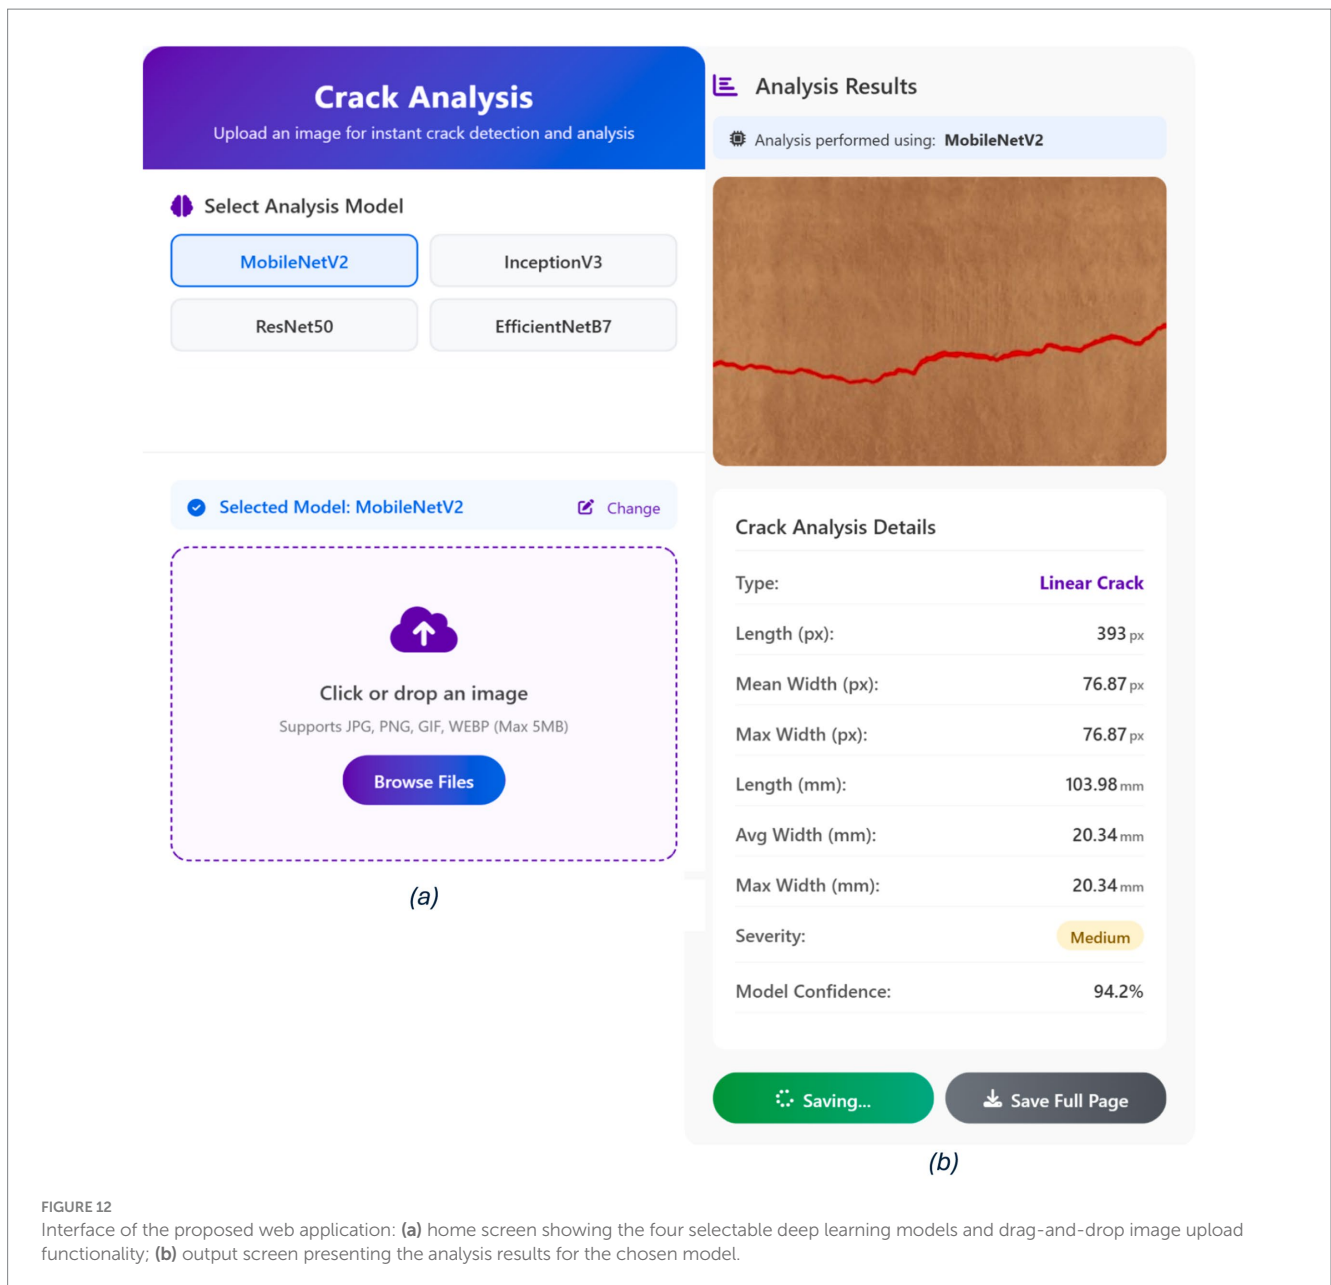 Crack Analysis
Upload an image for instant crack detection and analysis
Select Analysis Model
MobileNetV2
InceptionV3
ResNet50
EfficientNetB7
Selected Model: MobileNetV2
Change
Click or drop an image
Supports JPG, PNG, GIF, WEBP (Max 5MB)
Browse Files
(a)
Analysis Results
Analysis performed using: MobileNetV2
Crack Analysis Details
Type: Linear Crack
Length (px): 393 px
Mean Width (px): 76.87 px
Max Width (px): 76.87 px
Length (mm): 103.98 mm
Avg Width (mm): 20.34 mm
Max Width (mm): 20.34 mm
Severity: Medium
Model Confidence: 94.2%
Saving...
Save Full Page
(b)
FIGURE 12
Interface of the proposed web application: (a) home screen showing the four selectable deep learning models and drag-and-drop image upload
functionality; (b) output screen presenting the analysis results for the chosen model.